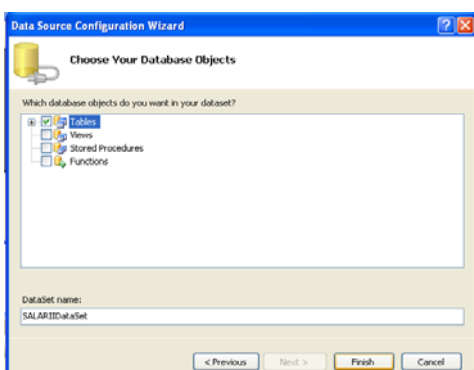 Data Source Configuration Wizard
Choose Your Database Objects
Which database objects do you want in your dataset?
Tables
Views
Stored Procedures
Functions
DataSet name:
SALARIIDataSet
< Previous
Next >
Finish
Cancel